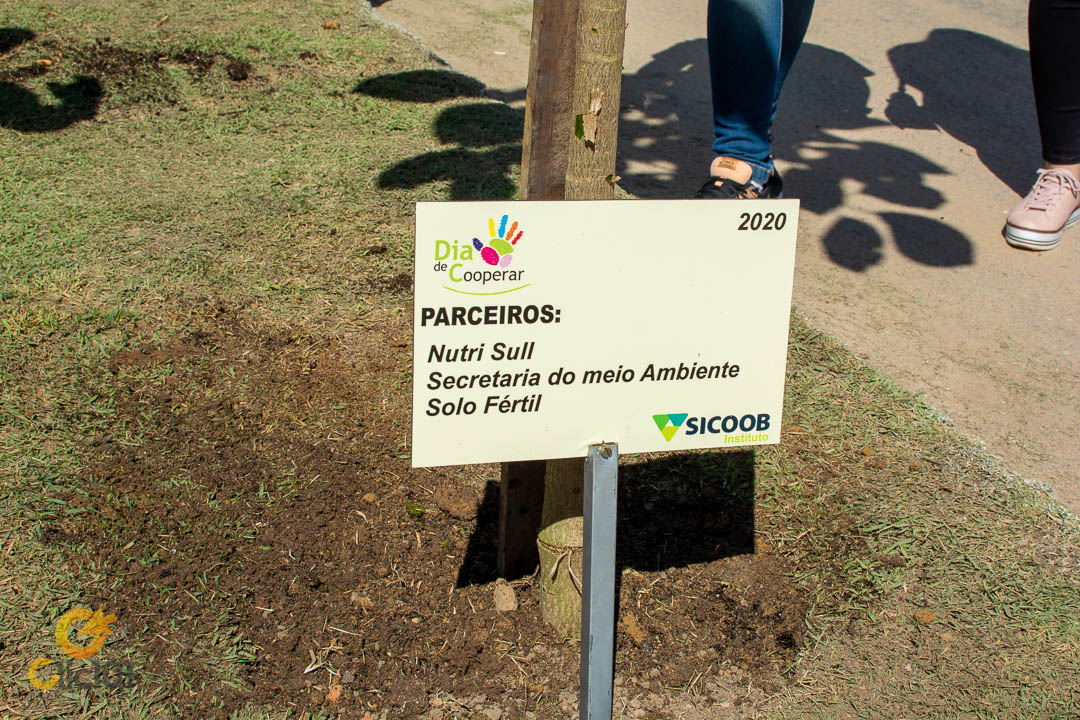 2020
Dia
de Cooperar
PARCEIROS:
Nutri Sull
Secretaria do meio Ambiente
Solo Fértil
SICOOB
Instituto